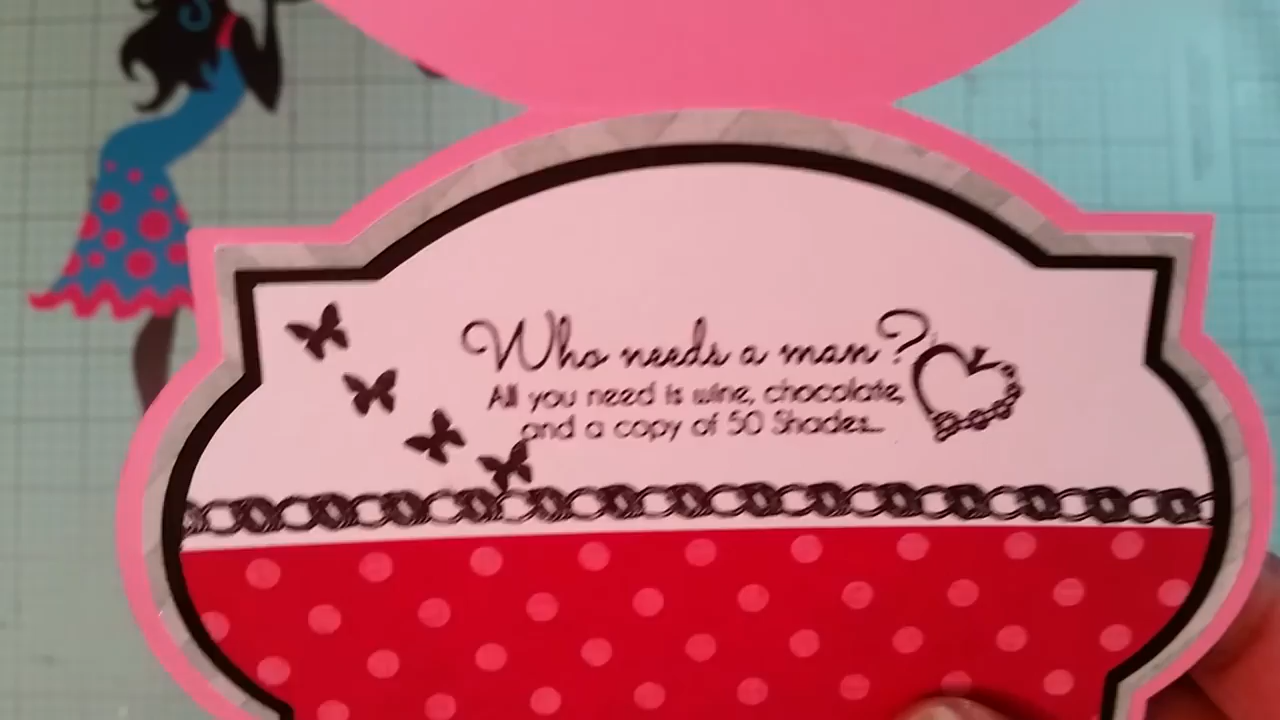 Who needs a man?
All you need is wine, chocolate,
and a copy of 50 Shades...